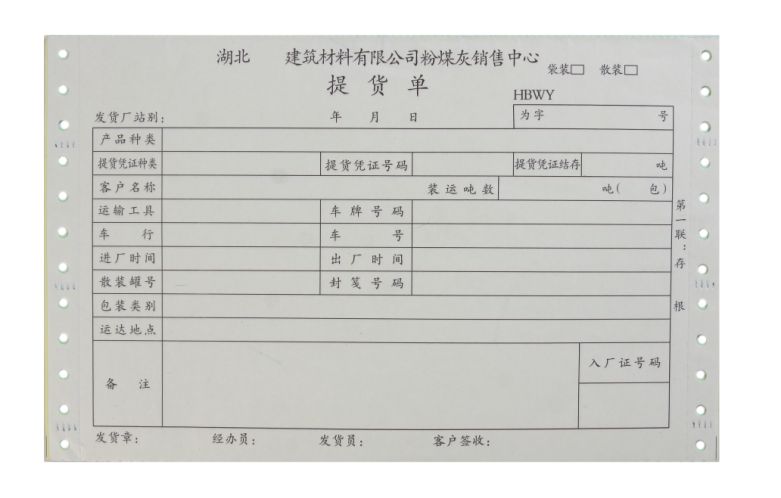 湖北 建筑材料有限公司粉煤灰销售中心
袋装□ 散装□
提货单
HBWY
发货厂站别： 年 月 日 为字 号
产品种类
提货凭证种类 提货凭证号码 提货凭证结存 吨
客户名称 装运吨数 吨( 包)
运输工具 车牌号码
车行 车号
进厂时间 出厂时间
散装罐号 封笺号码
包装类别
运达地点
备注 入厂证号码
发货章： 经办员： 发货员： 客户签收：
第一联：存根